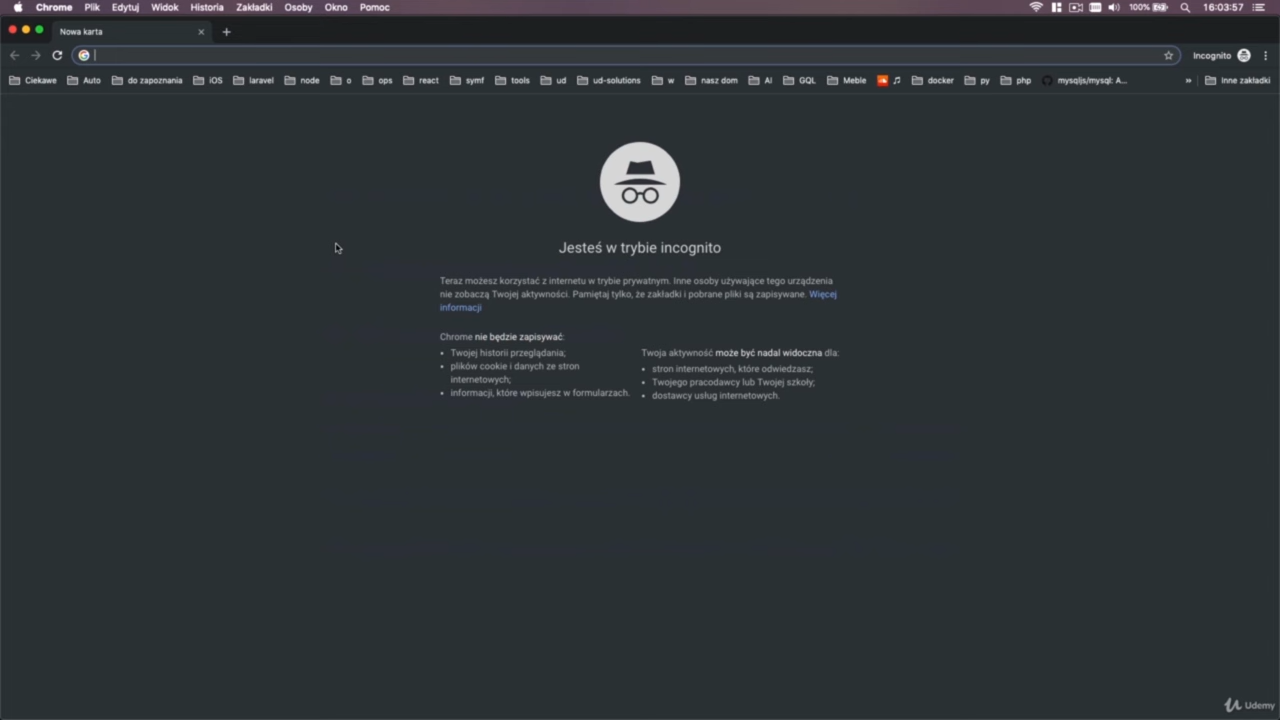 Chrome Plik Edytuj Widok Historia Zakładki Osoby Okno Pomoc 100% 16:03:57
Nowa karta
Incognito
Ciekawe Auto do zapoznania iOS laravel node o ops react symf tools ud ud-solutions w nasz dom AI GQL Meble docker py php mysqljs/mysql: A... » Inne zakładki
Jesteś w trybie incognito
Teraz możesz korzystać z internetu w trybie prywatnym. Inne osoby używające tego urządzenia
nie zobaczą Twojej aktywności. Pamiętaj tylko, że zakładki i pobrane pliki są zapisywane. Więcej
informacji
Chrome nie będzie zapisywać:
• Twojej historii przeglądania;
• plików cookie i danych ze stron
internetowych;
• informacji, które wpisujesz w formularzach.
Twoja aktywność może być nadal widoczna dla:
• stron internetowych, które odwiedzasz;
• Twojego pracodawcy lub Twojej szkoły;
• dostawcy usług internetowych.
Udemy